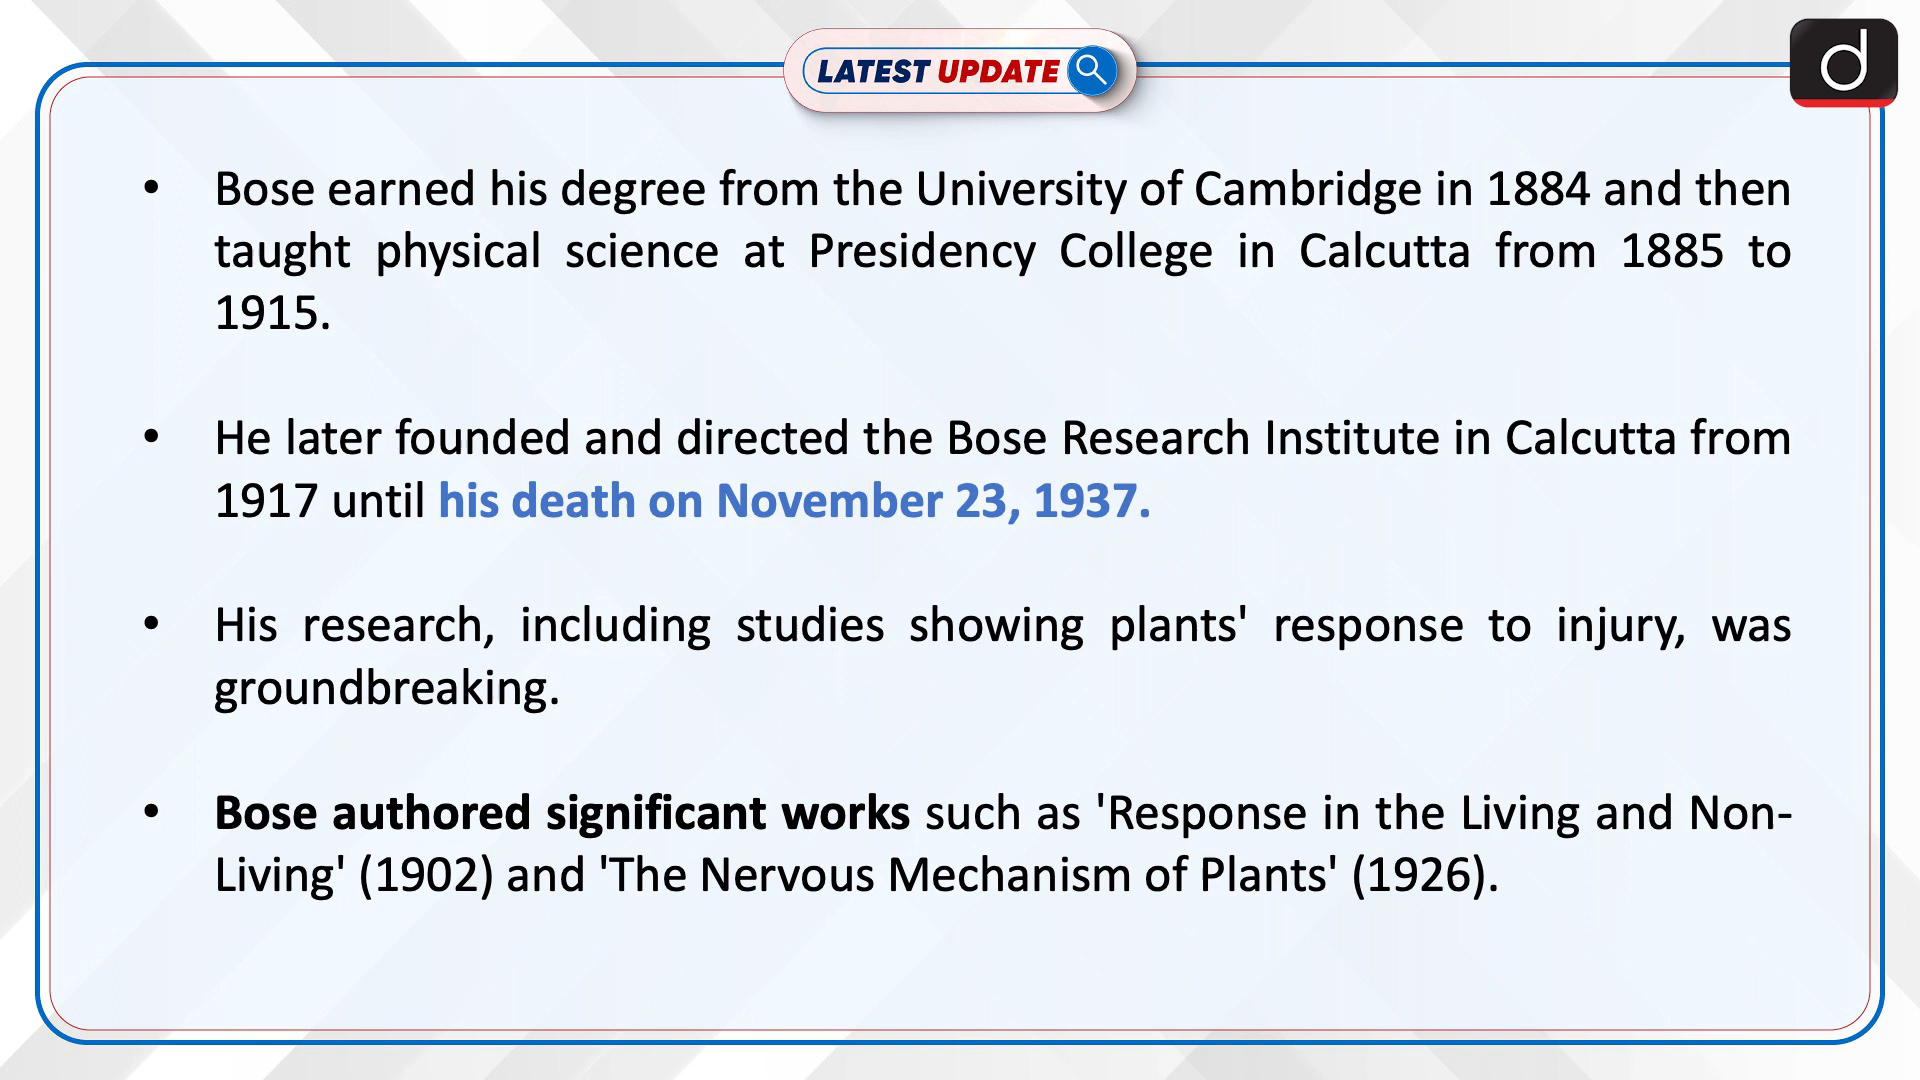 LATEST UPDATE
d
• Bose earned his degree from the University of Cambridge in 1884 and then
taught physical science at Presidency College in Calcutta from 1885 to
1915.
• He later founded and directed the Bose Research Institute in Calcutta from
1917 until his death on November 23, 1937.
• His research, including studies showing plants' response to injury, was
groundbreaking.
• Bose authored significant works such as 'Response in the Living and Non-
Living' (1902) and 'The Nervous Mechanism of Plants' (1926).